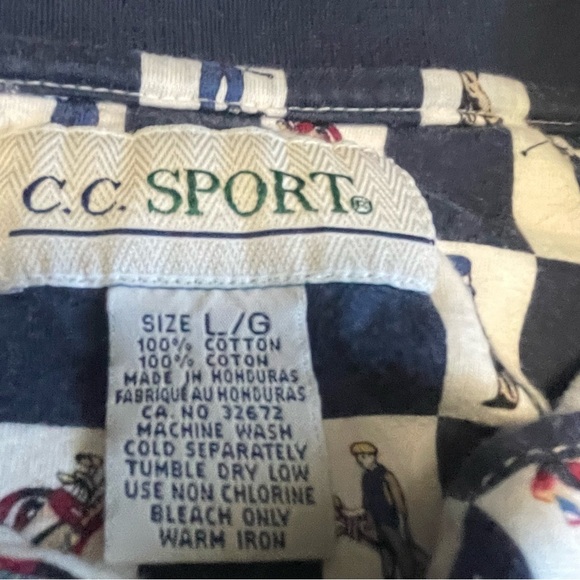 C.C. SPORT®
SIZE L/G
100% COTTON
100% COTON
MADE IN HONDURAS
FABRIQUÉ AU HONDURAS
CA. NO 32672
MACHINE WASH
COLD SEPARATELY
TUMBLE DRY LOW
USE NON CHLORINE
BLEACH ONLY
WARM IRON